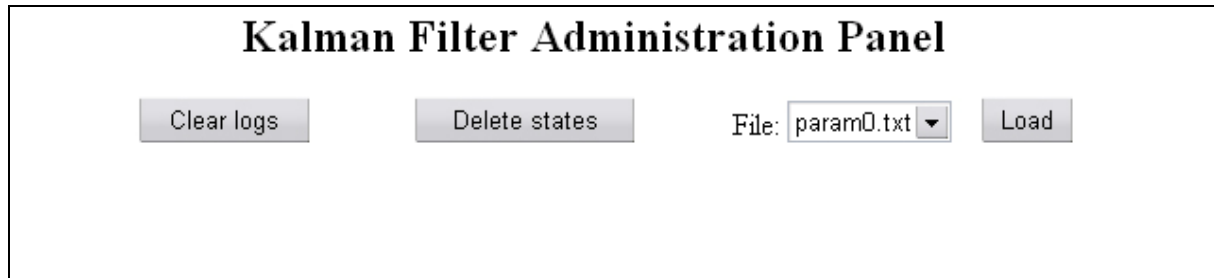 Kalman Filter Administration Panel
Clear logs Delete states File: param0.txt Load